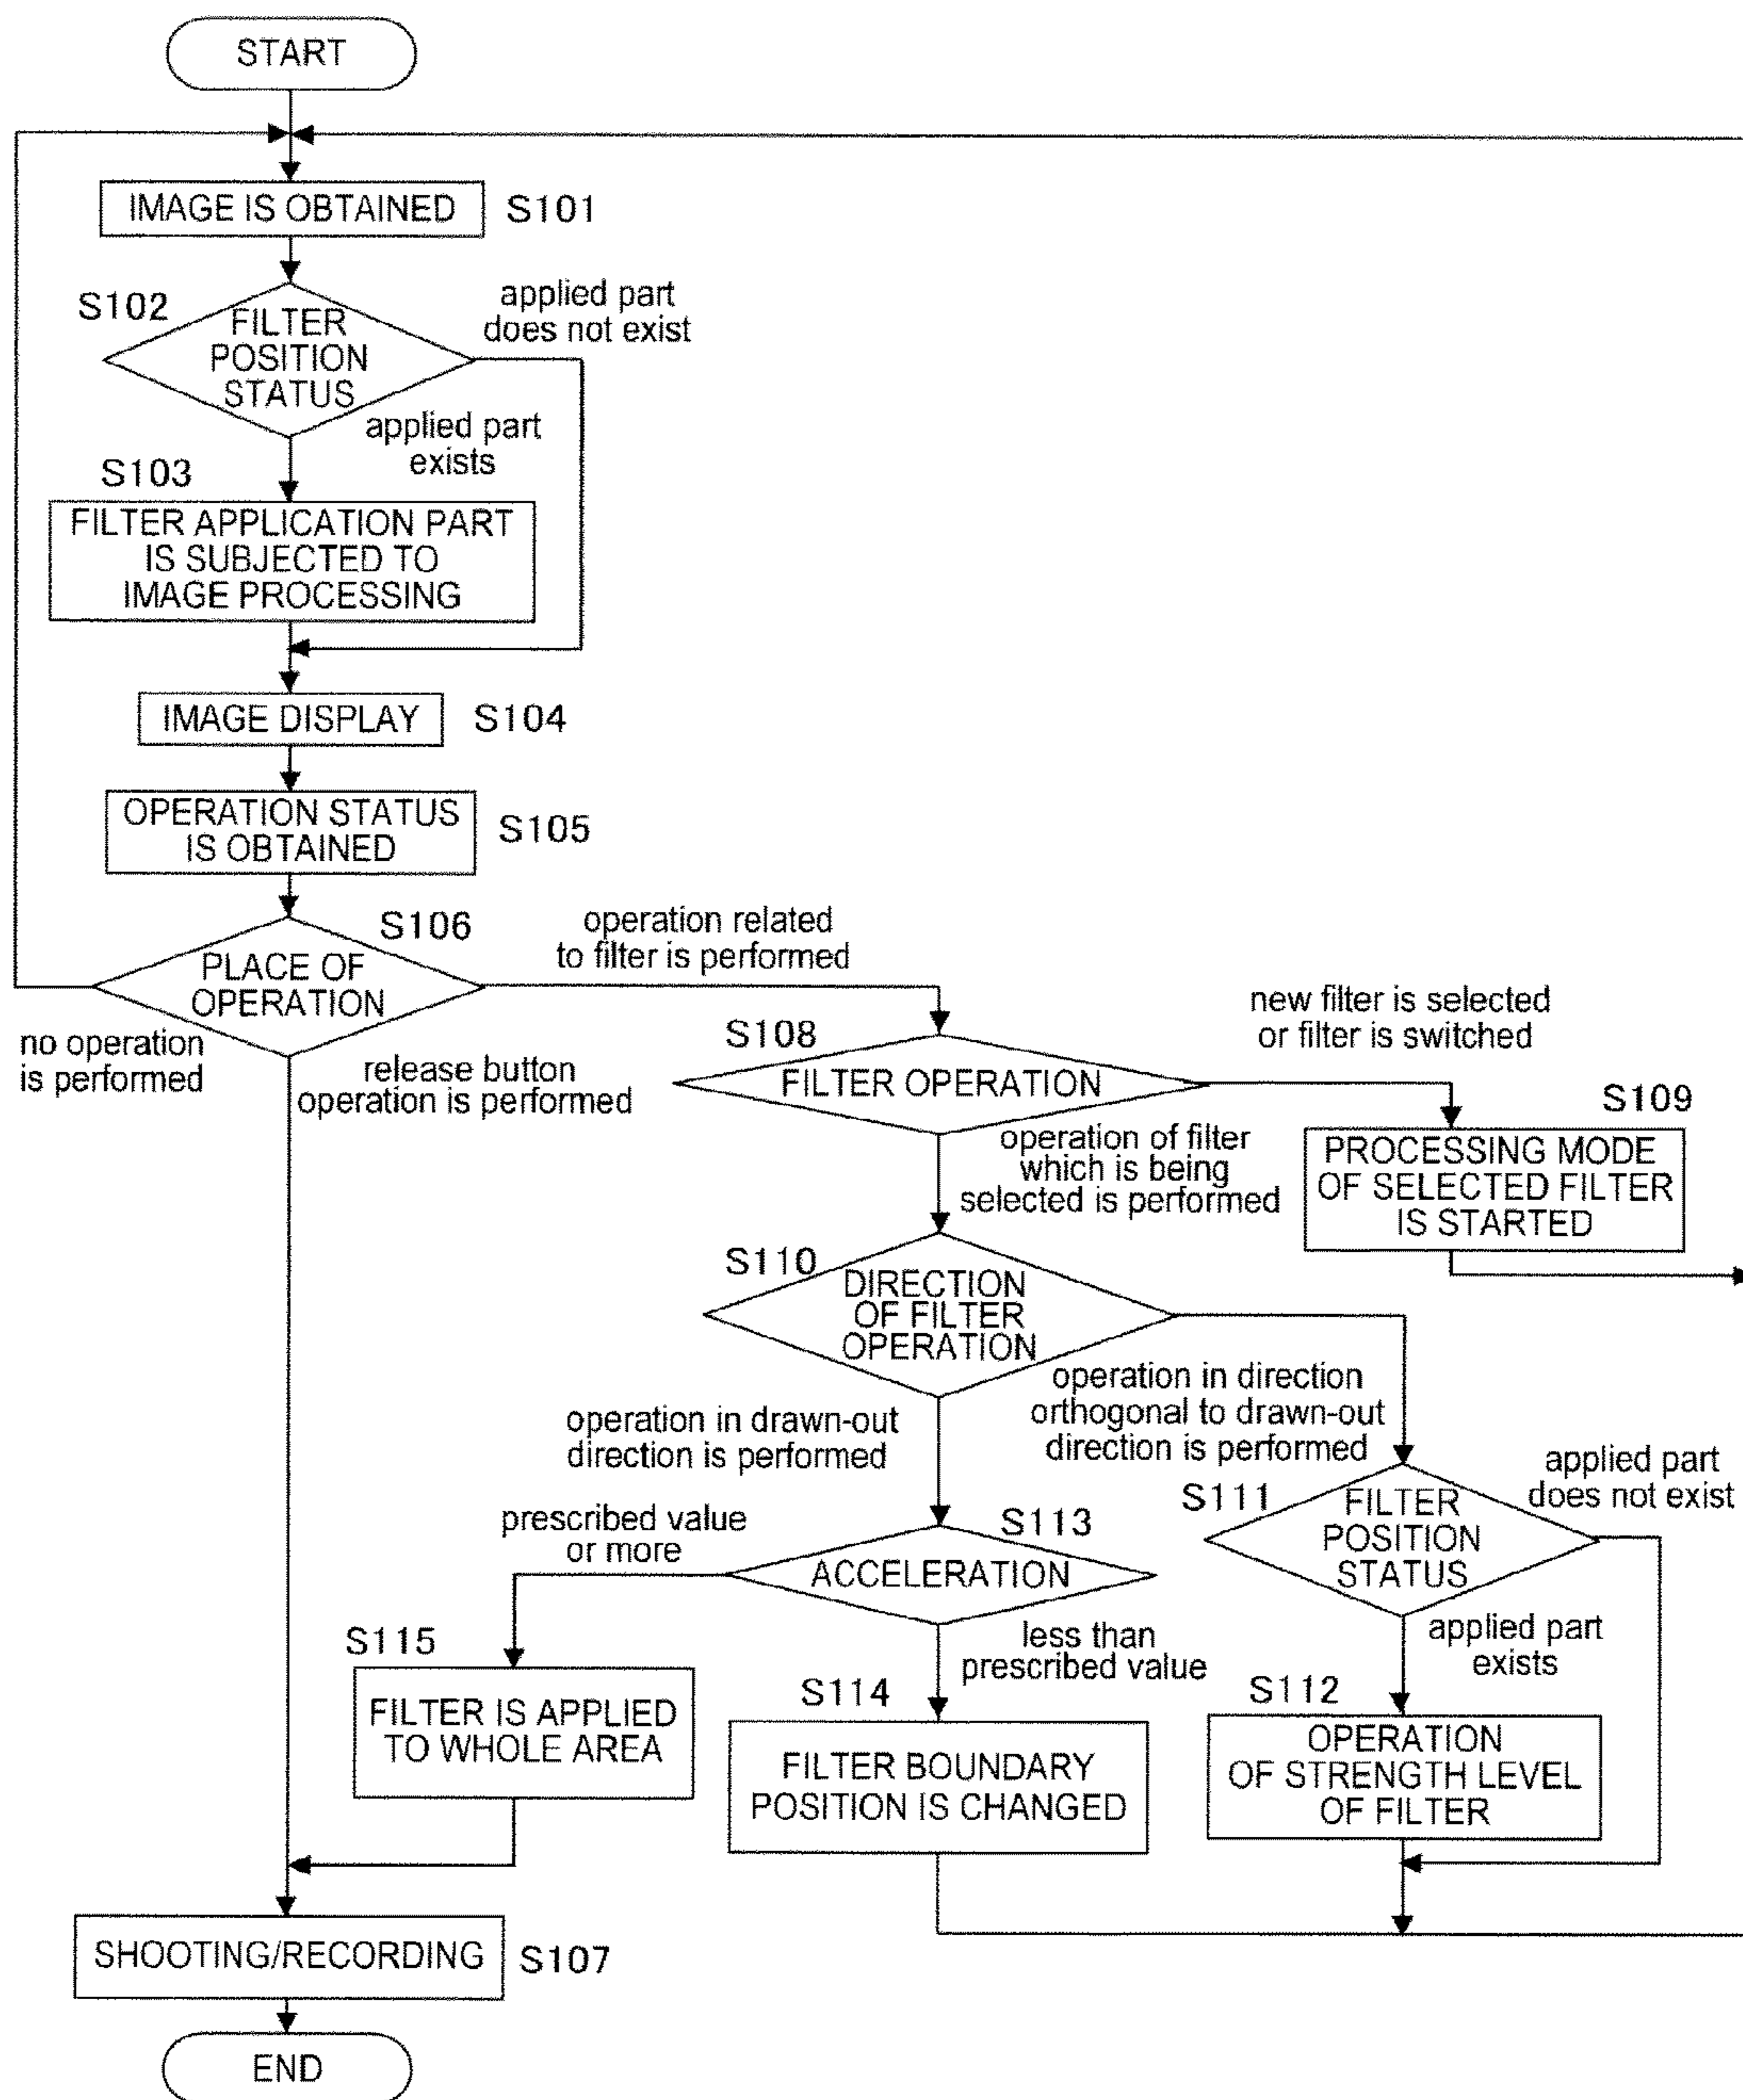 START
IMAGE IS OBTAINED
S101
S102
FILTER
POSITION
STATUS
applied part
does not exist
applied part
exists
S103
FILTER APPLICATION PART
IS SUBJECTED TO
IMAGE PROCESSING
IMAGE DISPLAY
S104
OPERATION STATUS
IS OBTAINED
S105
S106
PLACE OF
OPERATION
no operation
is performed
release button
operation is performed
operation related
to filter is performed
S108
FILTER OPERATION
new filter is selected
or filter is switched
S109
PROCESSING MODE
OF SELECTED FILTER
IS STARTED
operation of filter
which is being
selected is performed
S110
DIRECTION
OF FILTER
OPERATION
operation in drawn-out
direction is performed
operation in direction
orthogonal to drawn-out
direction is performed
S111
FILTER
POSITION
STATUS
applied part
does not exist
applied part
exists
S112
OPERATION
OF STRENGTH LEVEL
OF FILTER
S113
ACCELERATION
prescribed value
or more
less than
prescribed value
S114
FILTER BOUNDARY
POSITION IS CHANGED
S115
FILTER IS APPLIED
TO WHOLE AREA
SHOOTING/RECORDING
S107
END